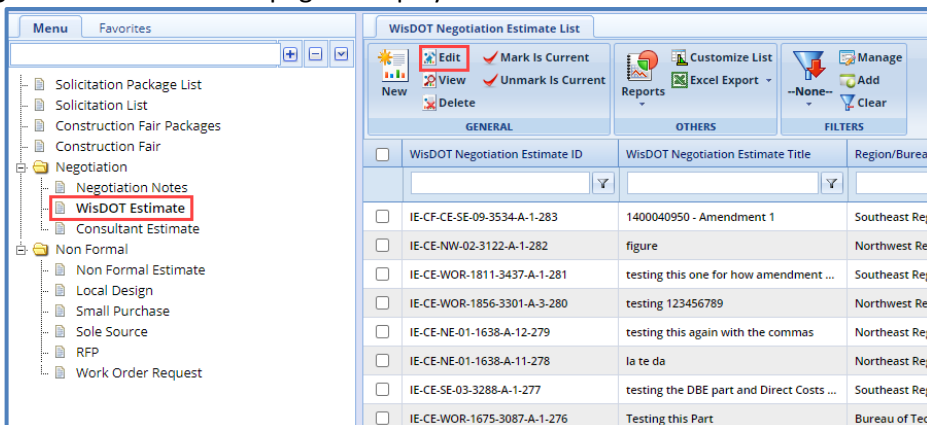 Menu
Favorites
Solicitation Package List
Solicitation List
Construction Fair Packages
Construction Fair
Negotiation
Negotiation Notes
WisDOT Estimate
Consultant Estimate
Non Formal
Non Formal Estimate
Local Design
Small Purchase
Sole Source
RFP
Work Order Request
WisDOT Negotiation Estimate List
New
Edit
Mark Is Current
View
Unmark Is Current
Delete
GENERAL
Reports
Customize List
Excel Export
OTHERS
--None--
Manage
Add
Clear
FILTERS
WisDOT Negotiation Estimate ID WisDOT Negotiation Estimate Title Region/Burea
IE-CF-CE-SE-09-3534-A-1-283 1400040950 - Amendment 1 Southeast Reg
IE-CE-NW-02-3122-A-1-282 figure Northwest Re
IE-CE-WOR-1811-3437-A-1-281 testing this one for how amendment ... Southeast Reg
IE-CE-WOR-1856-3301-A-3-280 testing 123456789 Northwest Re
IE-CE-NE-01-1638-A-12-279 testing this again with the commas Northeast Reg
IE-CE-NE-01-1638-A-11-278 la te da Northeast Reg
IE-CE-SE-03-3288-A-1-277 testing the DBE part and Direct Costs ... Southeast Reg
IE-CE-WOR-1675-3087-A-1-276 Testing this Part Bureau of Tec